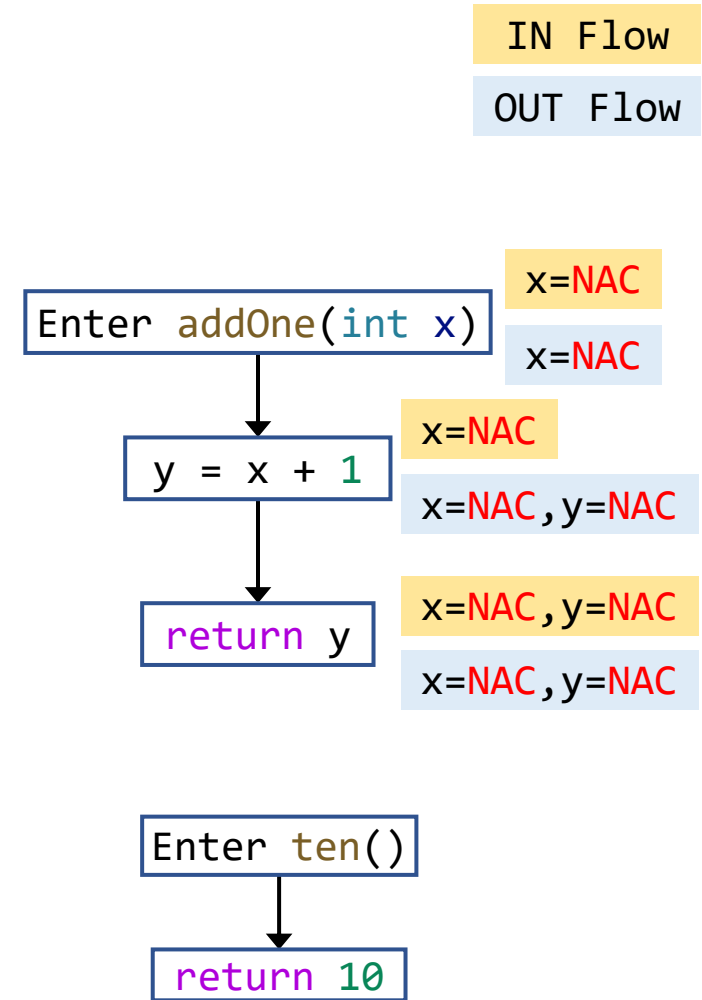 IN Flow
OUT Flow
x=NAC
Enter addOne(int x)
x=NAC
x=NAC
y = x + 1
x=NAC,y=NAC
x=NAC,y=NAC
return y
x=NAC,y=NAC
Enter ten()
return 10